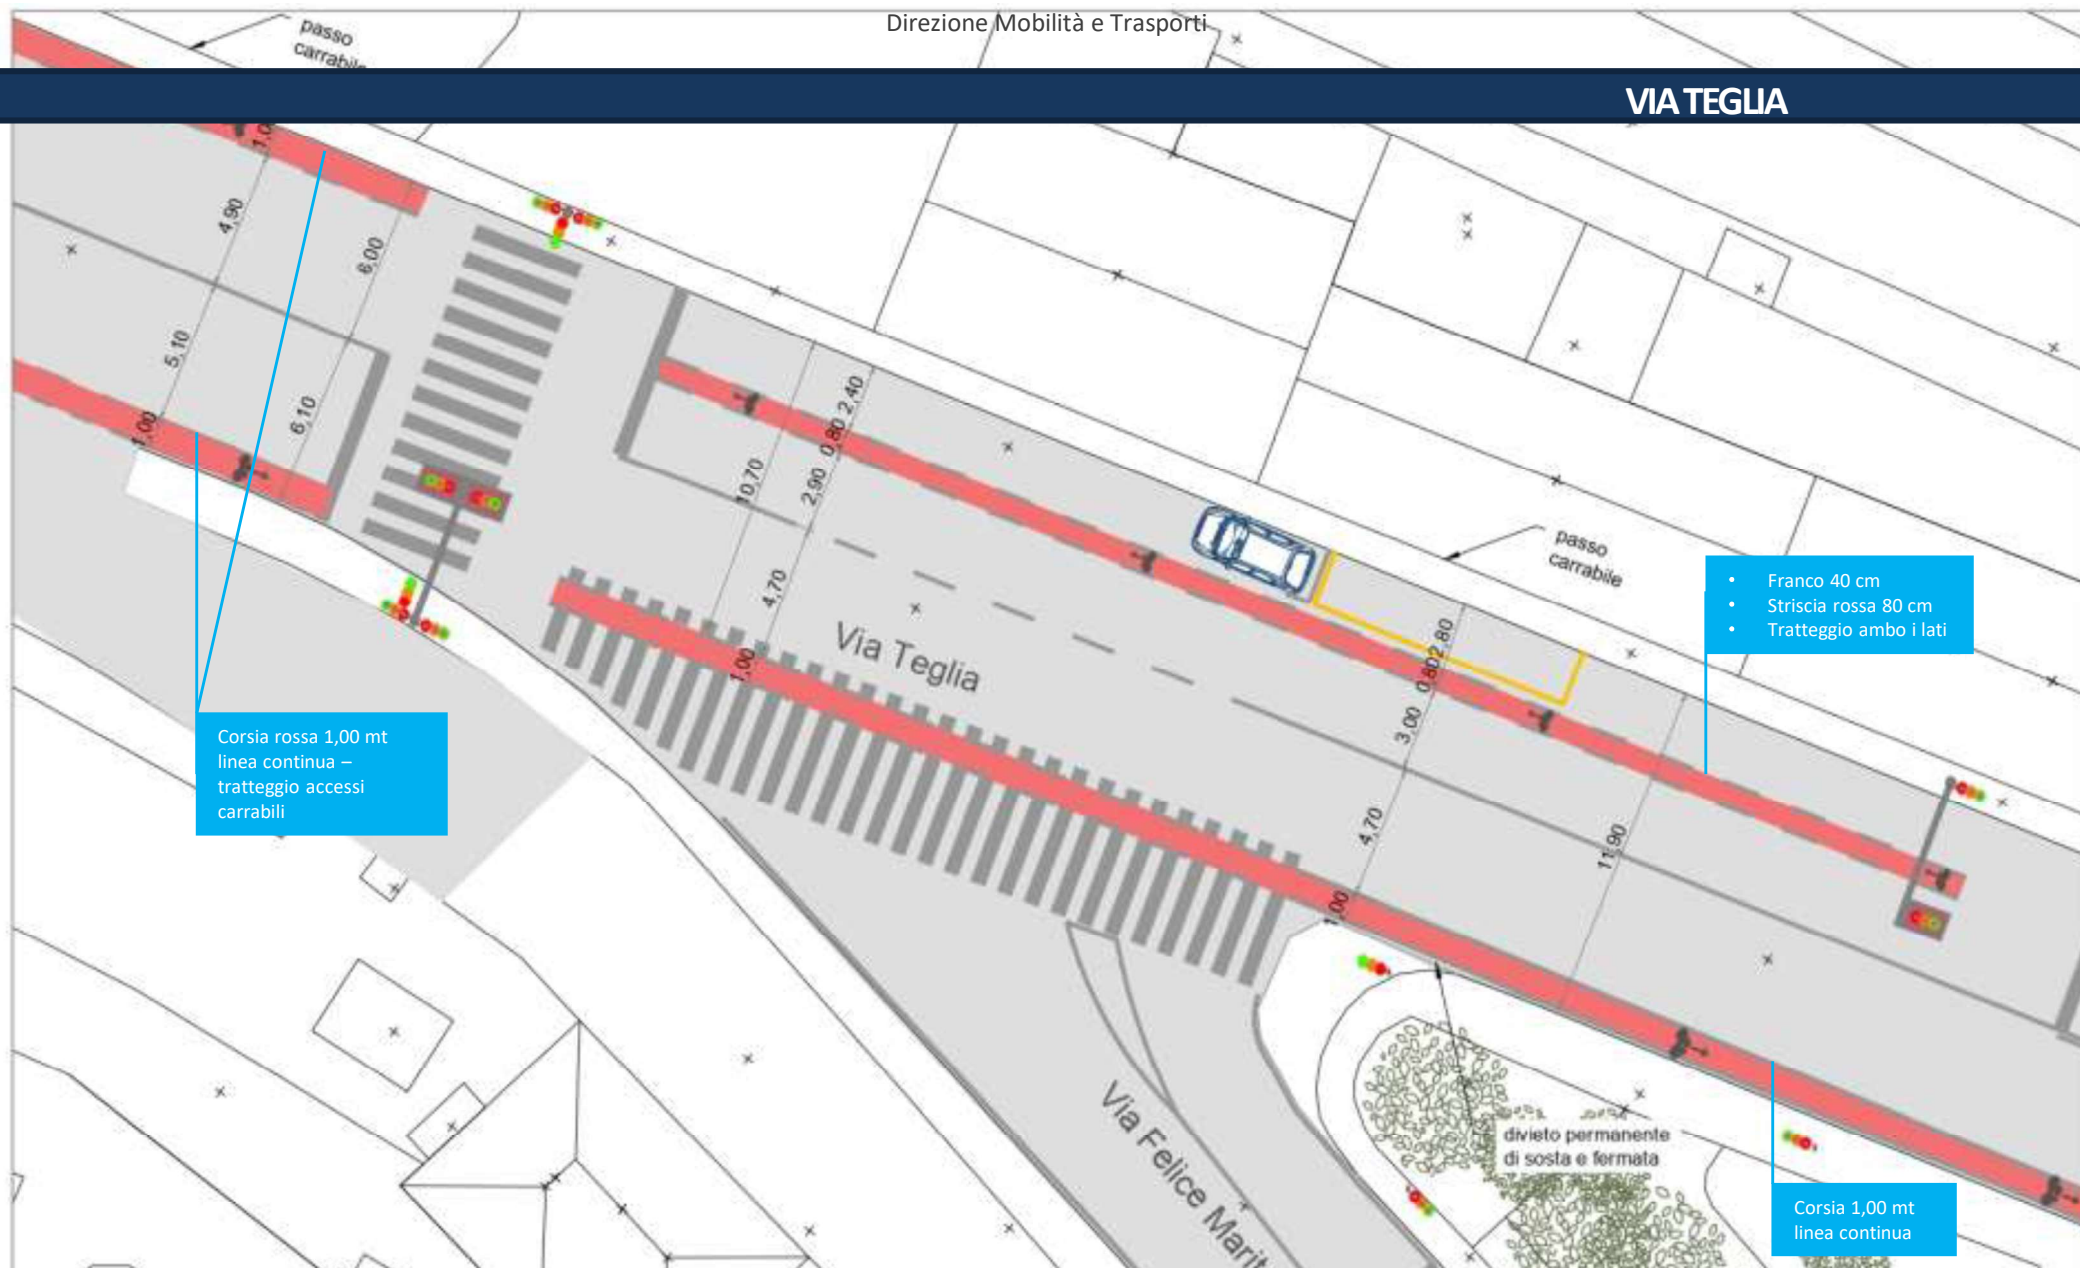 Direzione Mobilità e Trasporti
passo
VIA TEGLIA
4,90
6,00
5,10
6,10
1,00
2,40
0,80
2,90
10,70
4,70
1,00
Via Teglia
passo
carrabile
2,80
0,80
3,00
4,70
11,90
1,00
• Franco 40 cm
• Striscia rossa 80 cm
• Tratteggio ambo i lati
Corsia rossa 1,00 mt
linea continua –
tratteggio accessi
carrabili
divieto permanente
di sosta e fermata
Via Felice Marit
Corsia 1,00 mt
linea continua